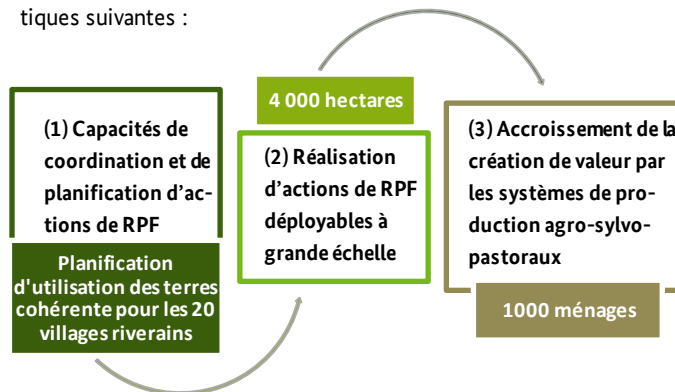 tiques suivantes :
(1) Capacités de
coordination et de
planification d'ac-
tions de RPF
Planification
d'utilisation des terres
cohérente pour les 20
villages riverains
4 000 hectares
(2) Réalisation
d'actions de RPF
déployables à
grande échelle
(3) Accroissement de la
création de valeur par
les systèmes de pro-
duction agro-sylvo-
pastoraux
1000 ménages